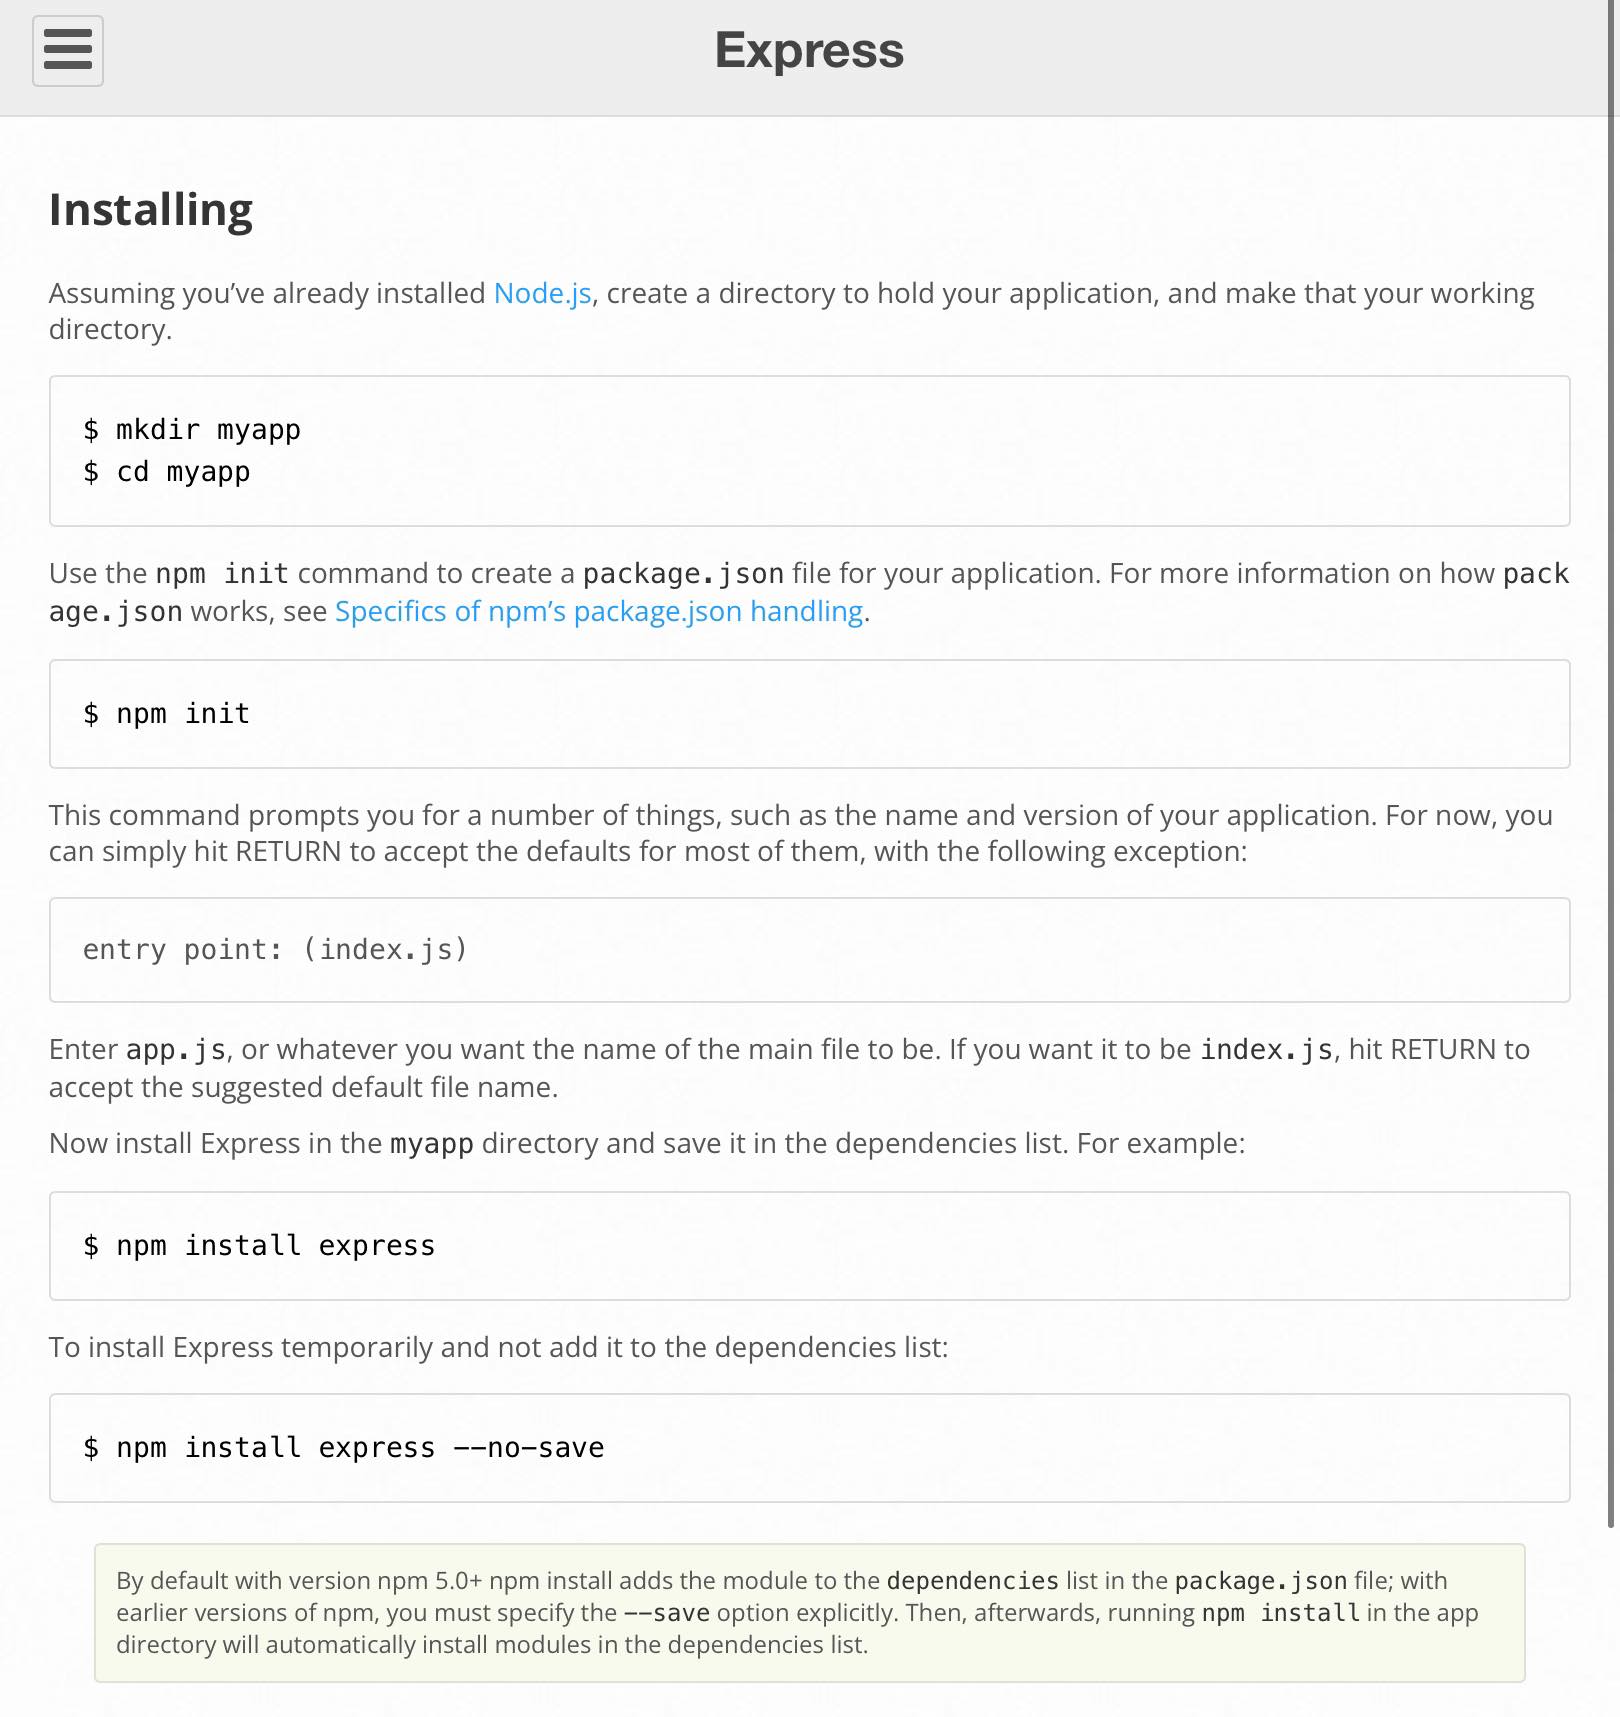 Express
Installing
Assuming you’ve already installed Node.js, create a directory to hold your application, and make that your working
directory.
$ mkdir myapp
$ cd myapp
Use the npm init command to create a package.json file for your application. For more information on how pack
age.json works, see Specifics of npm’s package.json handling.
$ npm init
This command prompts you for a number of things, such as the name and version of your application. For now, you
can simply hit RETURN to accept the defaults for most of them, with the following exception:
entry point: (index.js)
Enter app.js, or whatever you want the name of the main file to be. If you want it to be index.js, hit RETURN to
accept the suggested default file name.
Now install Express in the myapp directory and save it in the dependencies list. For example:
$ npm install express
To install Express temporarily and not add it to the dependencies list:
$ npm install express --no-save
By default with version npm 5.0+ npm install adds the module to the dependencies list in the package.json file; with
earlier versions of npm, you must specify the --save option explicitly. Then, afterwards, running npm install in the app
directory will automatically install modules in the dependencies list.